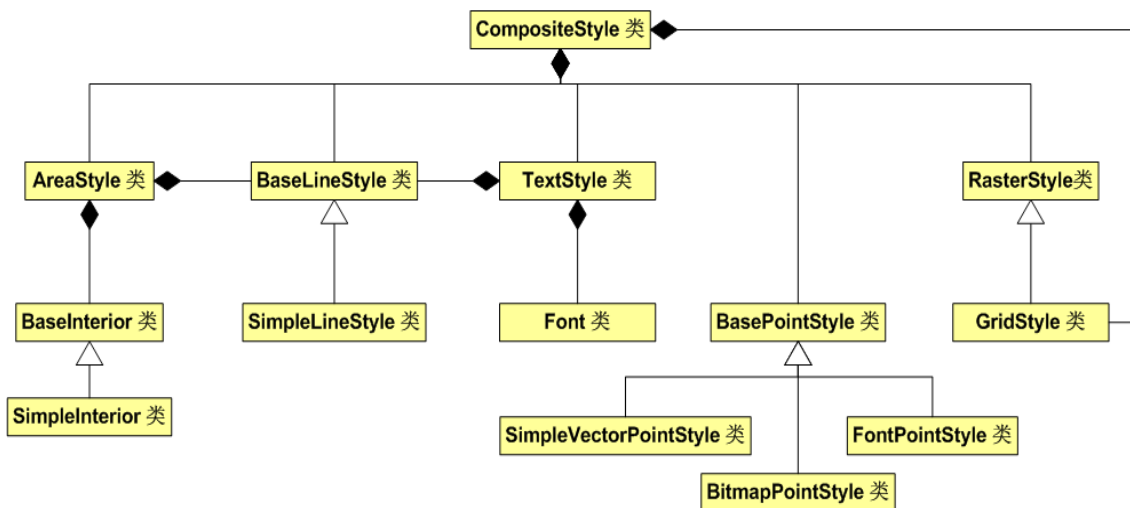 CompositeStyle 类
AreaStyle 类
BaseLineStyle 类
TextStyle 类
RasterStyle类
BaseInterior 类
SimpleLineStyle 类
Font 类
BasePointStyle 类
GridStyle 类
SimpleInterior 类
SimpleVectorPointStyle 类
FontPointStyle 类
BitmapPointStyle 类